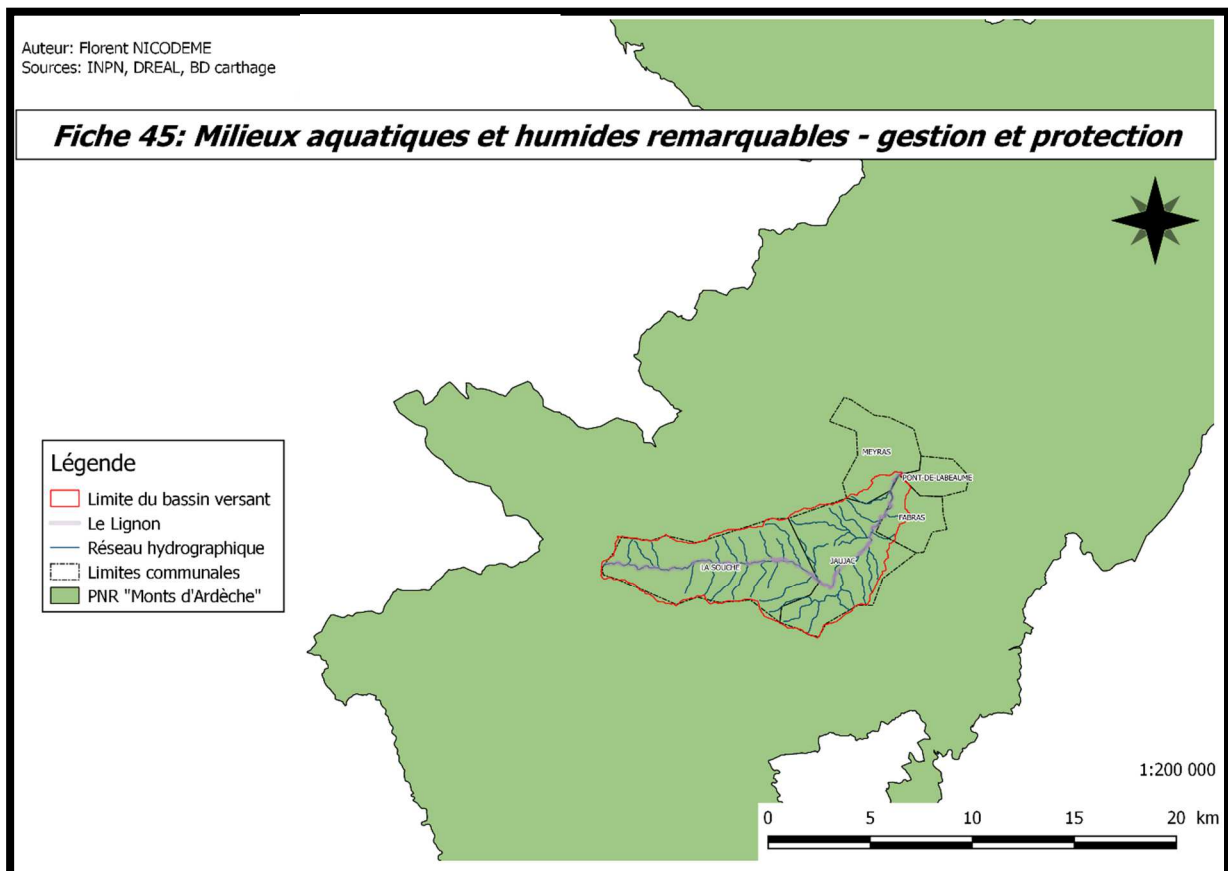 Auteur: Florent NICODEME
Sources: INPN, DREAL, BD carthage
Fiche 45: Milieux aquatiques et humides remarquables - gestion et protection
Légende
Limite du bassin versant
Le Lignon
Réseau hydrographique
Limites communales
PNR "Monts d'Ardèche"
MEYRAS
PONT-DE-LABEAUME
FABRAS
JAUJAC
LA SOUCHE
1:200 000
0 5 10 15 20 km